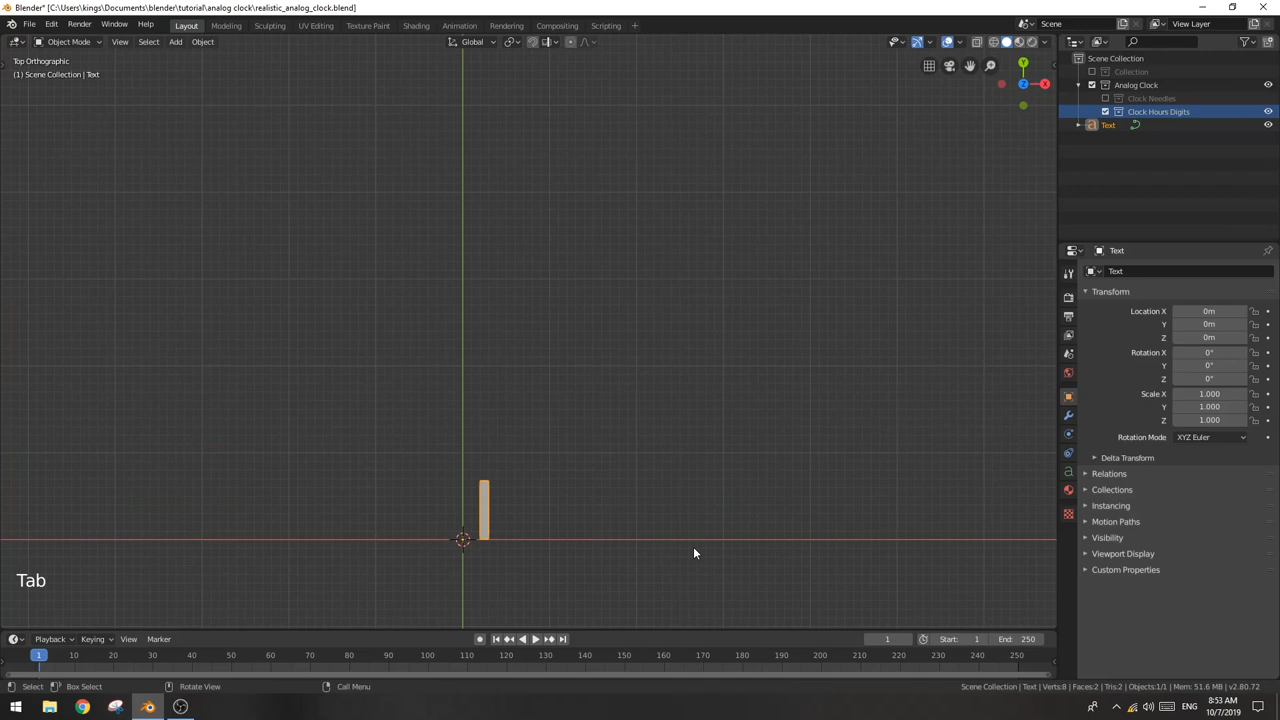 Blender* [C:\Users\kings\Documents\blender\tutorial\analog clock\realistic_analog_clock.blend]
File Edit Render Window Help Layout Modeling Sculpting UV Editing Texture Paint Shading Animation Rendering Compositing Scripting + Scene View Layer
Object Mode View Select Add Object Global
Top Orthographic
(1) Scene Collection | Text
Y
X
Z
Scene Collection
Collection
Analog Clock
Clock Needles
Clock Hours Digits
Text
Text
Text
Transform
Location X 0m
Y 0m
Z 0m
Rotation X 0°
Y 0°
Z 0°
Scale X 1.000
Y 1.000
Z 1.000
Rotation Mode XYZ Euler
Delta Transform
Relations
Collections
Instancing
Motion Paths
Visibility
Viewport Display
Custom Properties
Tab
Playback Keying View Marker 1 Start: 1 End: 250
1 10 20 30 40 50 60 70 80 90 100 110 120 130 140 150 160 170 180 190 200 210 220 230 240 250
Select Box Select Rotate View Call Menu Scene Collection | Text | Verts:8 | Faces:2 | Tris:2 | Objects:1/1 | Mem: 51.6 MB | v2.80.72
ENG
8:53 AM
10/7/2019